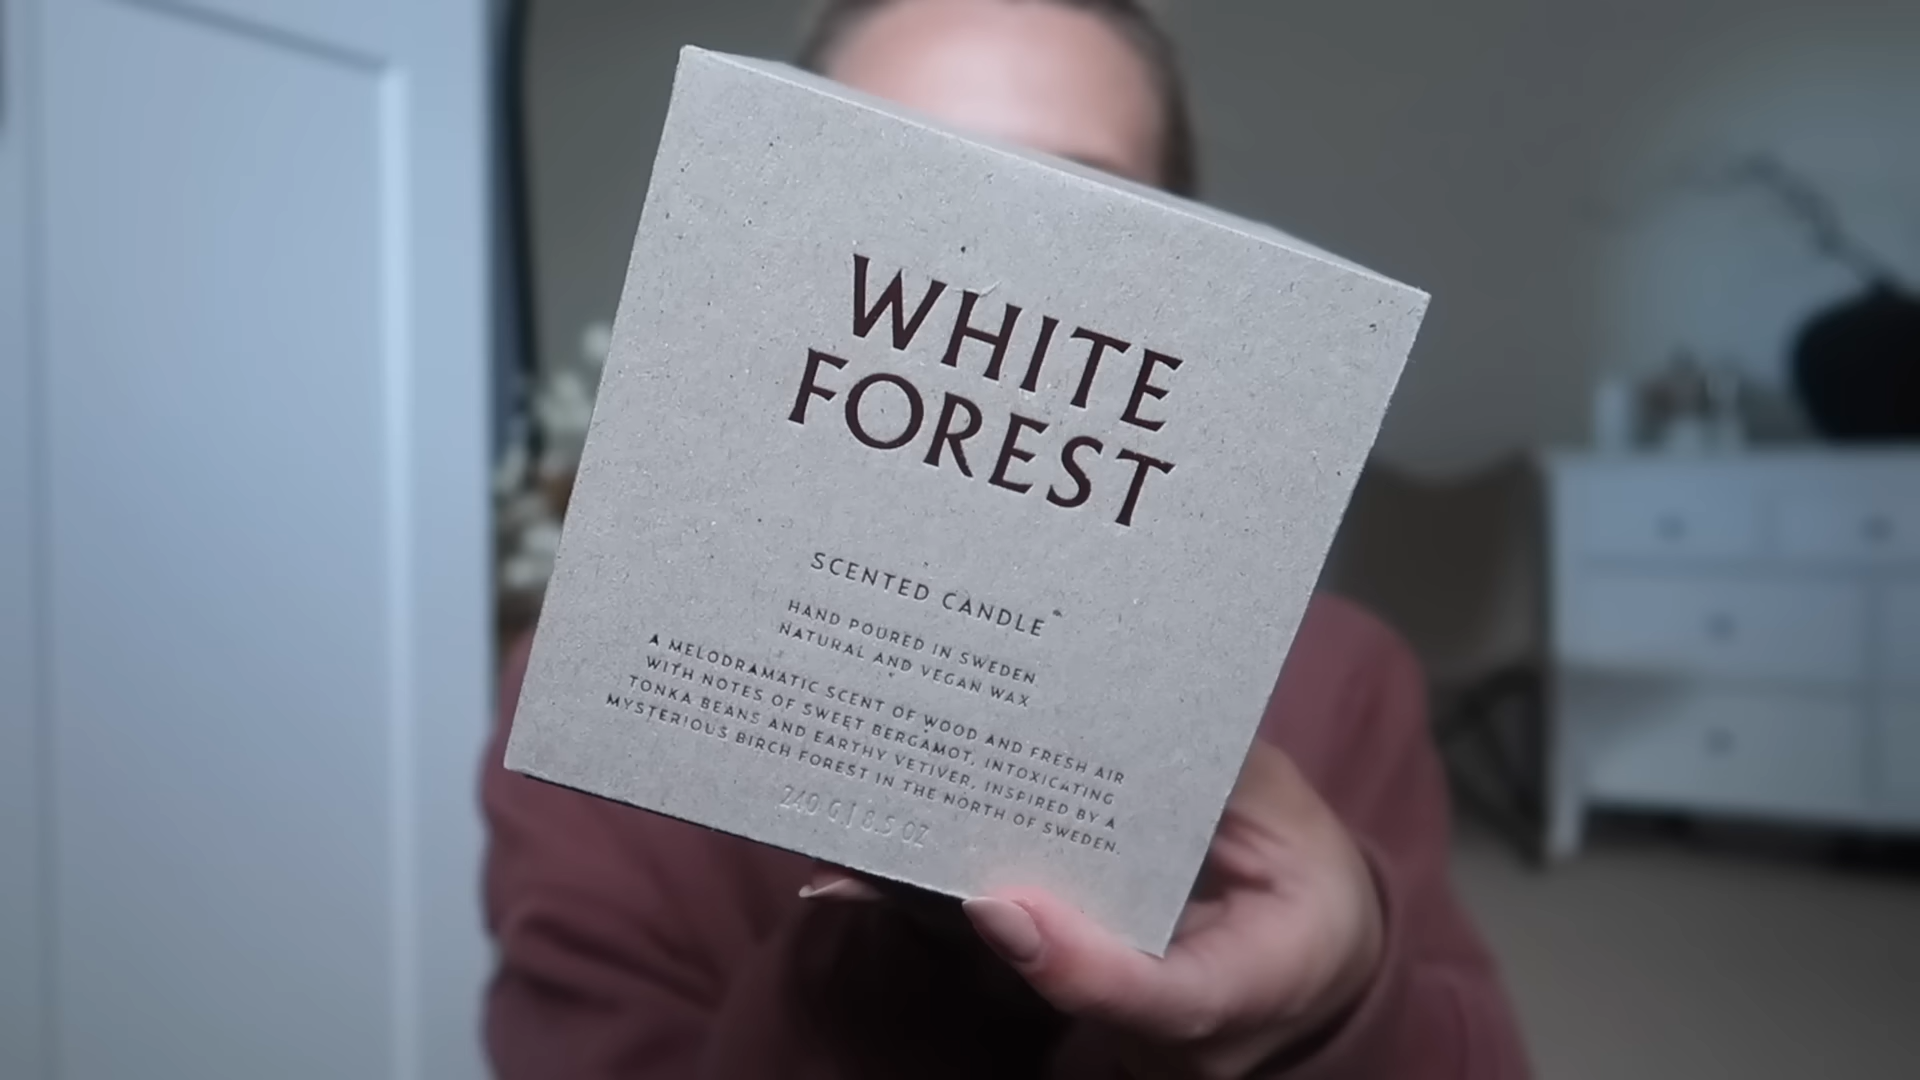 WHITE
FOREST
SCENTED CANDLE
HAND POURED IN SWEDEN
NATURAL AND VEGAN WAX
A MELODRAMATIC SCENT OF WOOD AND FRESH AIR
WITH NOTES OF SWEET BERGAMOT, INTOXICATING
TONKA BEANS AND EARTHY VETIVER, INSPIRED BY A
MYSTERIOUS BIRCH FOREST IN THE NORTH OF SWEDEN.
240 G | 8.5 OZ